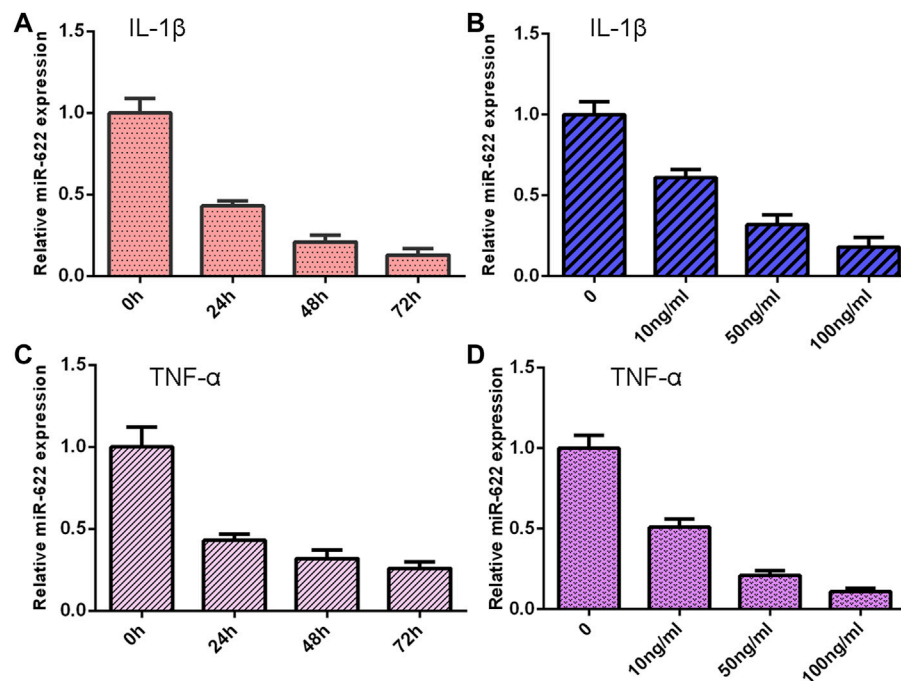 A
IL-1β
Relative miR-622 expression
1.5
1.0
0.5
0.0
0h
24h
48h
72h
B
IL-1β
Relative miR-622 expression
1.5
1.0
0.5
0.0
0
10ng/ml
50ng/ml
100ng/ml
C
TNF-α
Relative miR-622 expression
1.5
1.0
0.5
0.0
0h
24h
48h
72h
D
TNF-α
Relative miR-622 expression
1.5
1.0
0.5
0.0
0
10ng/ml
50ng/ml
100ng/ml